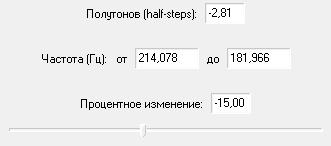 Полутонов (half-steps): -2,81
Частота (Гц): от 214,078 до 181,966
Процентное изменение: -15,00